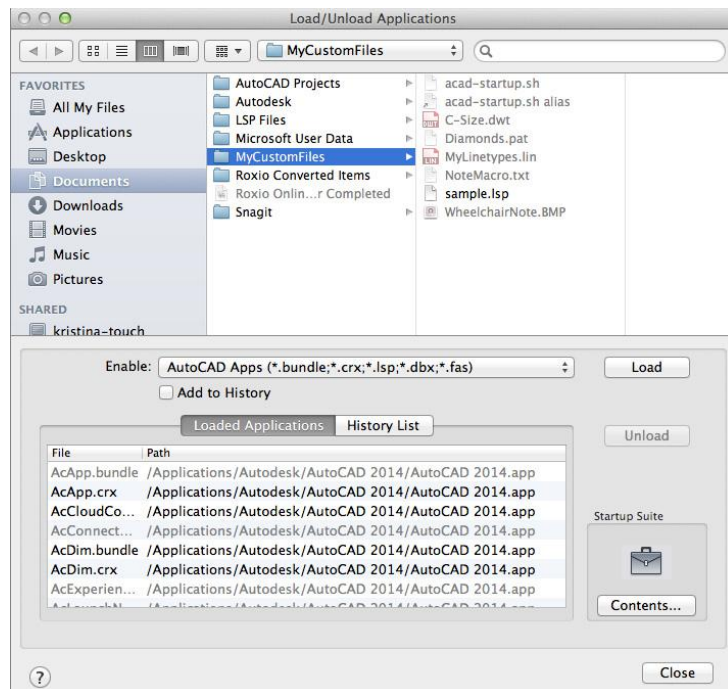 Load/Unload Applications
MyCustomFiles
FAVORITES
All My Files
Applications
Desktop
Documents
Downloads
Movies
Music
Pictures
SHARED
kristina-touch
AutoCAD Projects
Autodesk
LSP Files
Microsoft User Data
MyCustomFiles
Roxio Converted Items
Roxio Onlin...r Completed
Snagit
acad-startup.sh
acad-startup.sh alias
C-Size.dwt
Diamonds.pat
MyLinetypes.lin
NoteMacro.txt
sample.lsp
WheelchairNote.BMP
Enable: AutoCAD Apps (*.bundle;*.crx;*.lsp;*.dbx;*.fas)
Load
Add to History
Loaded Applications History List
Unload
File Path
AcApp.bundle /Applications/Autodesk/AutoCAD 2014/AutoCAD 2014.app
AcApp.crx /Applications/Autodesk/AutoCAD 2014/AutoCAD 2014.app
AcCloudCo... /Applications/Autodesk/AutoCAD 2014/AutoCAD 2014.app
AcConnect... /Applications/Autodesk/AutoCAD 2014/AutoCAD 2014.app
AcDim.bundle /Applications/Autodesk/AutoCAD 2014/AutoCAD 2014.app
AcDim.crx /Applications/Autodesk/AutoCAD 2014/AutoCAD 2014.app
AcExperien... /Applications/Autodesk/AutoCAD 2014/AutoCAD 2014.app
Startup Suite
Contents...
?
Close